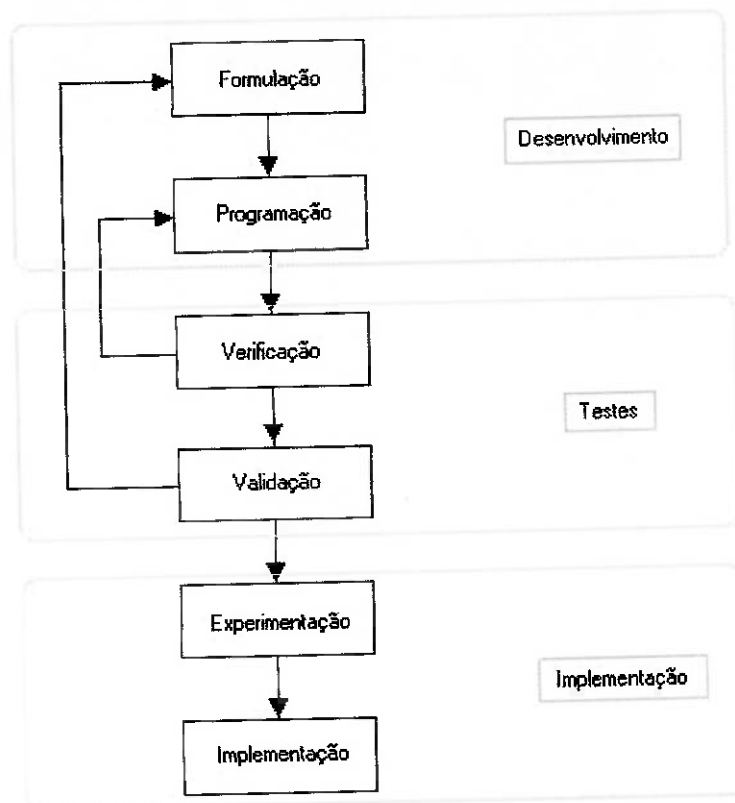 Formulação
Desenvolvimento
Programação
Verificação
Testes
Validação
Experimentação
Implementação
Implementação